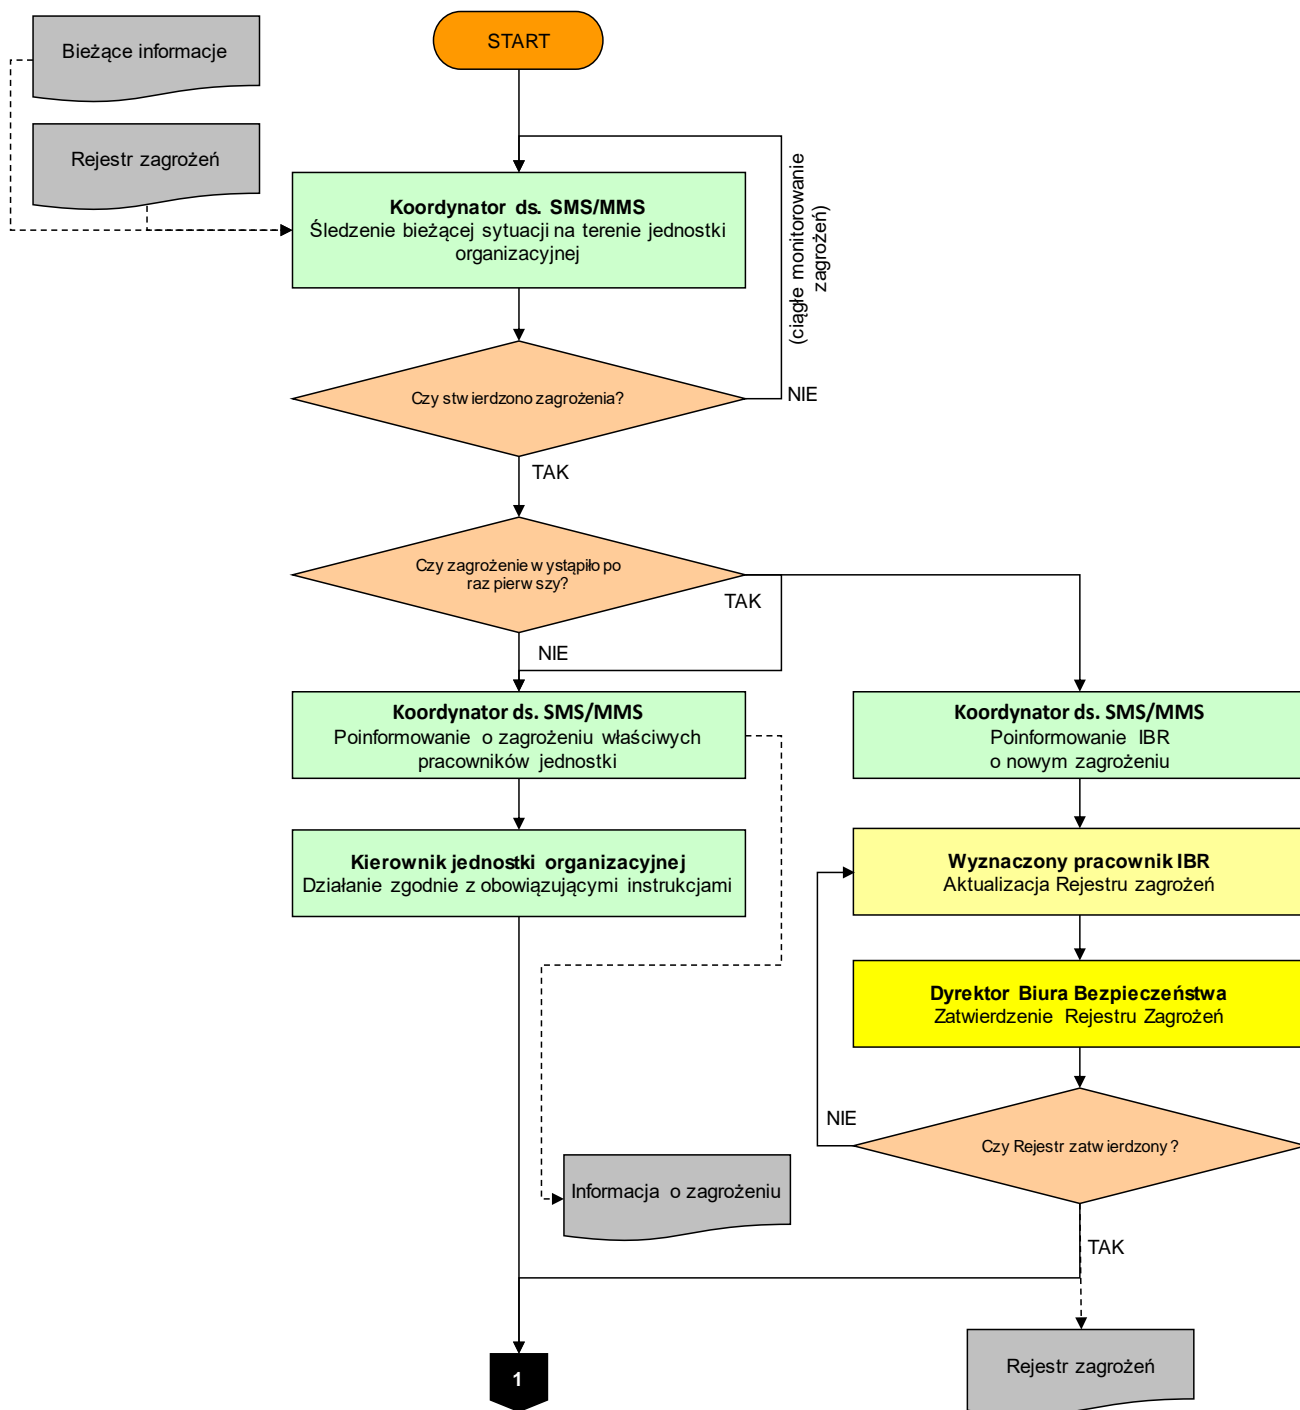 START
Bieżące informacje
Rejestr zagrożeń
Koordynator ds. SMS/MMS
Śledzenie bieżącej sytuacji na terenie jednostki
organizacyjnej
(ciągłe monitorowanie
zagrożeń)
Czy stwierdzono zagrożenia?
NIE
TAK
Czy zagrożenie wystąpiło po
raz pierwszy?
TAK
NIE
Koordynator ds. SMS/MMS
Poinformowanie o zagrożeniu właściwych
pracowników jednostki
Koordynator ds. SMS/MMS
Poinformowanie IBR
o nowym zagrożeniu
Kierownik jednostki organizacyjnej
Działanie zgodnie z obowiązującymi instrukcjami
Wyznaczony pracownik IBR
Aktualizacja Rejestru zagrożeń
Dyrektor Biura Bezpieczeństwa
Zatwierdzenie Rejestru Zagrożeń
NIE
Czy Rejestr zatwierdzony?
Informacja o zagrożeniu
TAK
1
Rejestr zagrożeń